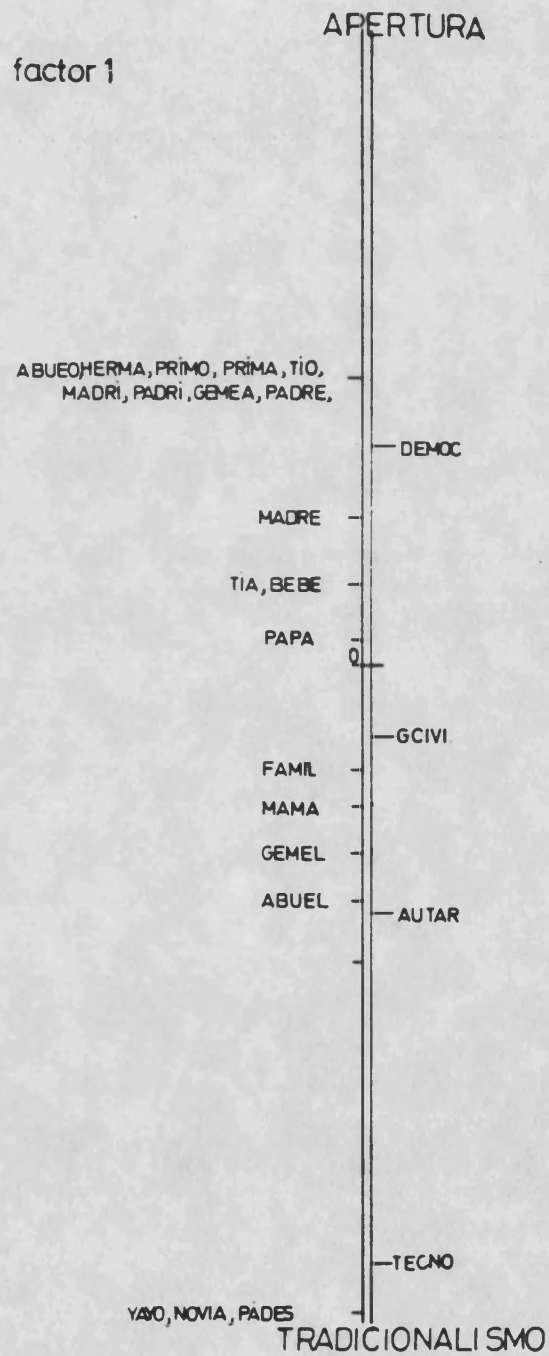 APERTURA
factor 1
ABUEO,HERMA, PRIMO, PRIMA, TIO,
MADRI, PADRI, GEMEA, PADRE,
DEMOC
MADRE
TIA, BEBE
PAPA
0
GCIVI
FAMIL
MAMA
GEMEL
ABUEL
AUTAR
TECNO
YAYO, NOVIA, PADES
TRADICIONALISMO